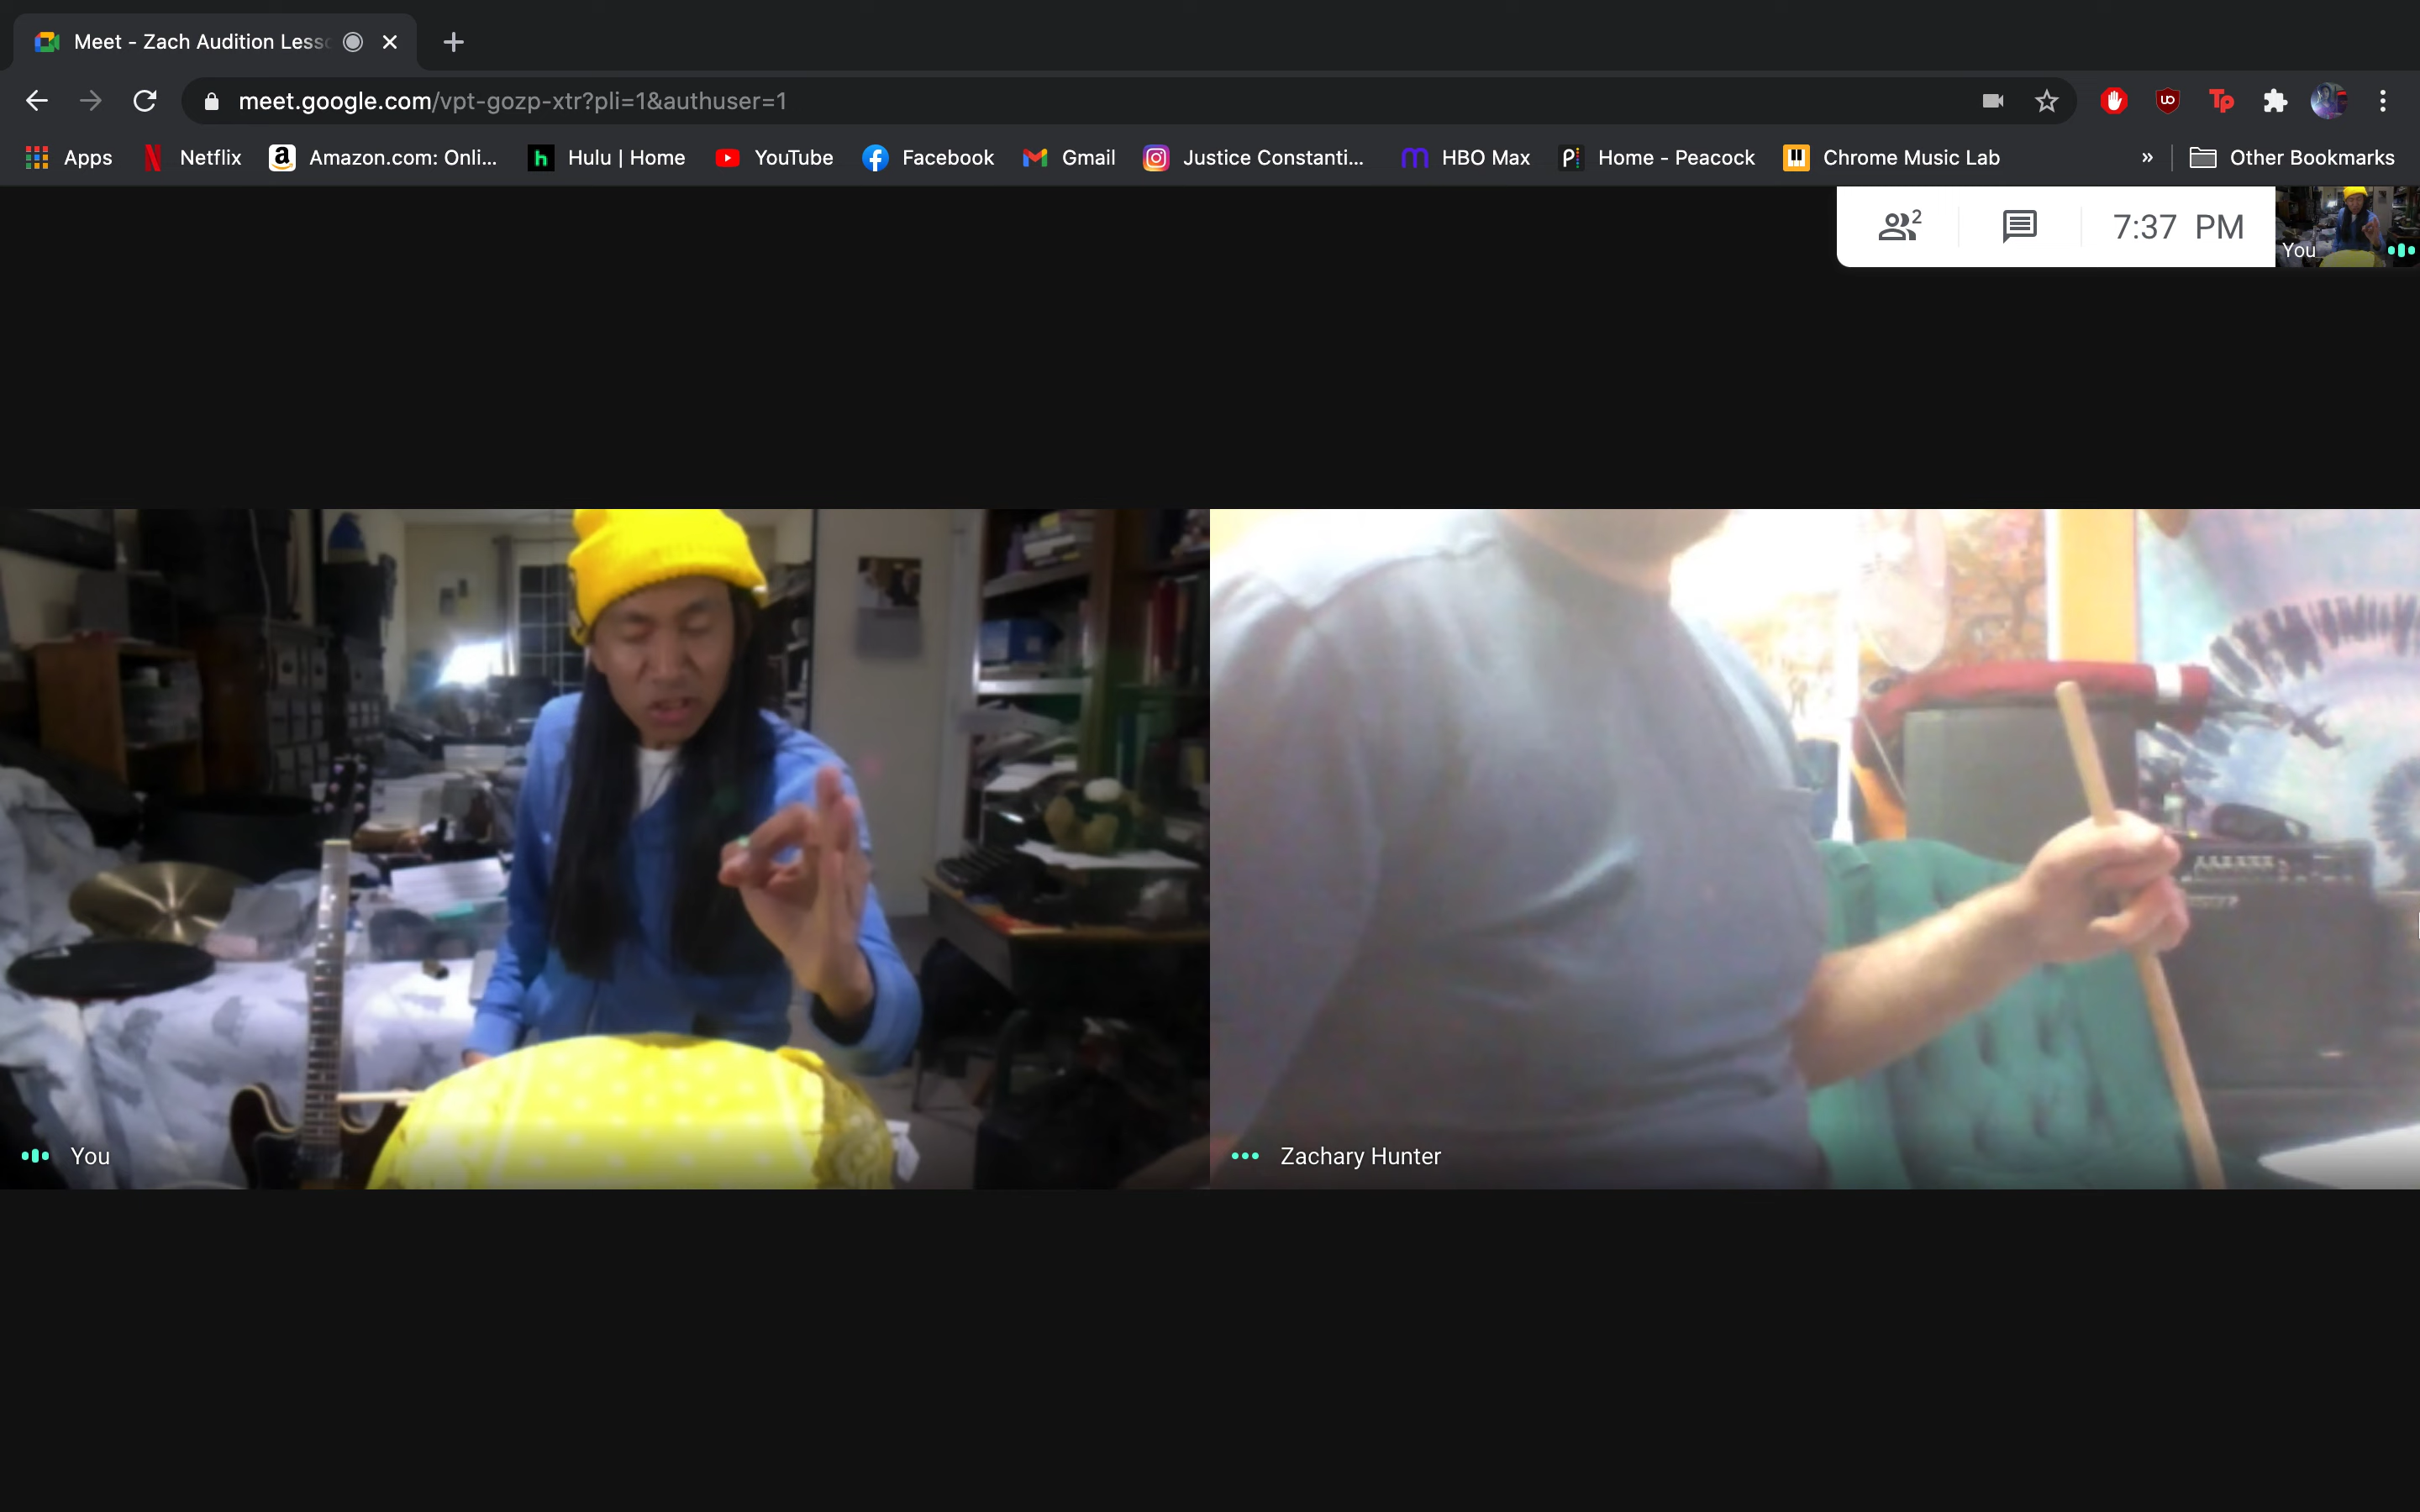 Meet - Zach Audition Less
meet.google.com/vpt-gozp-xtr?pli=1&authuser=1
Apps Netflix Amazon.com: Onli... Hulu | Home YouTube Facebook Gmail Justice Constanti... HBO Max Home - Peacock Chrome Music Lab » Other Bookmarks
2 7:37 PM You
You Zachary Hunter